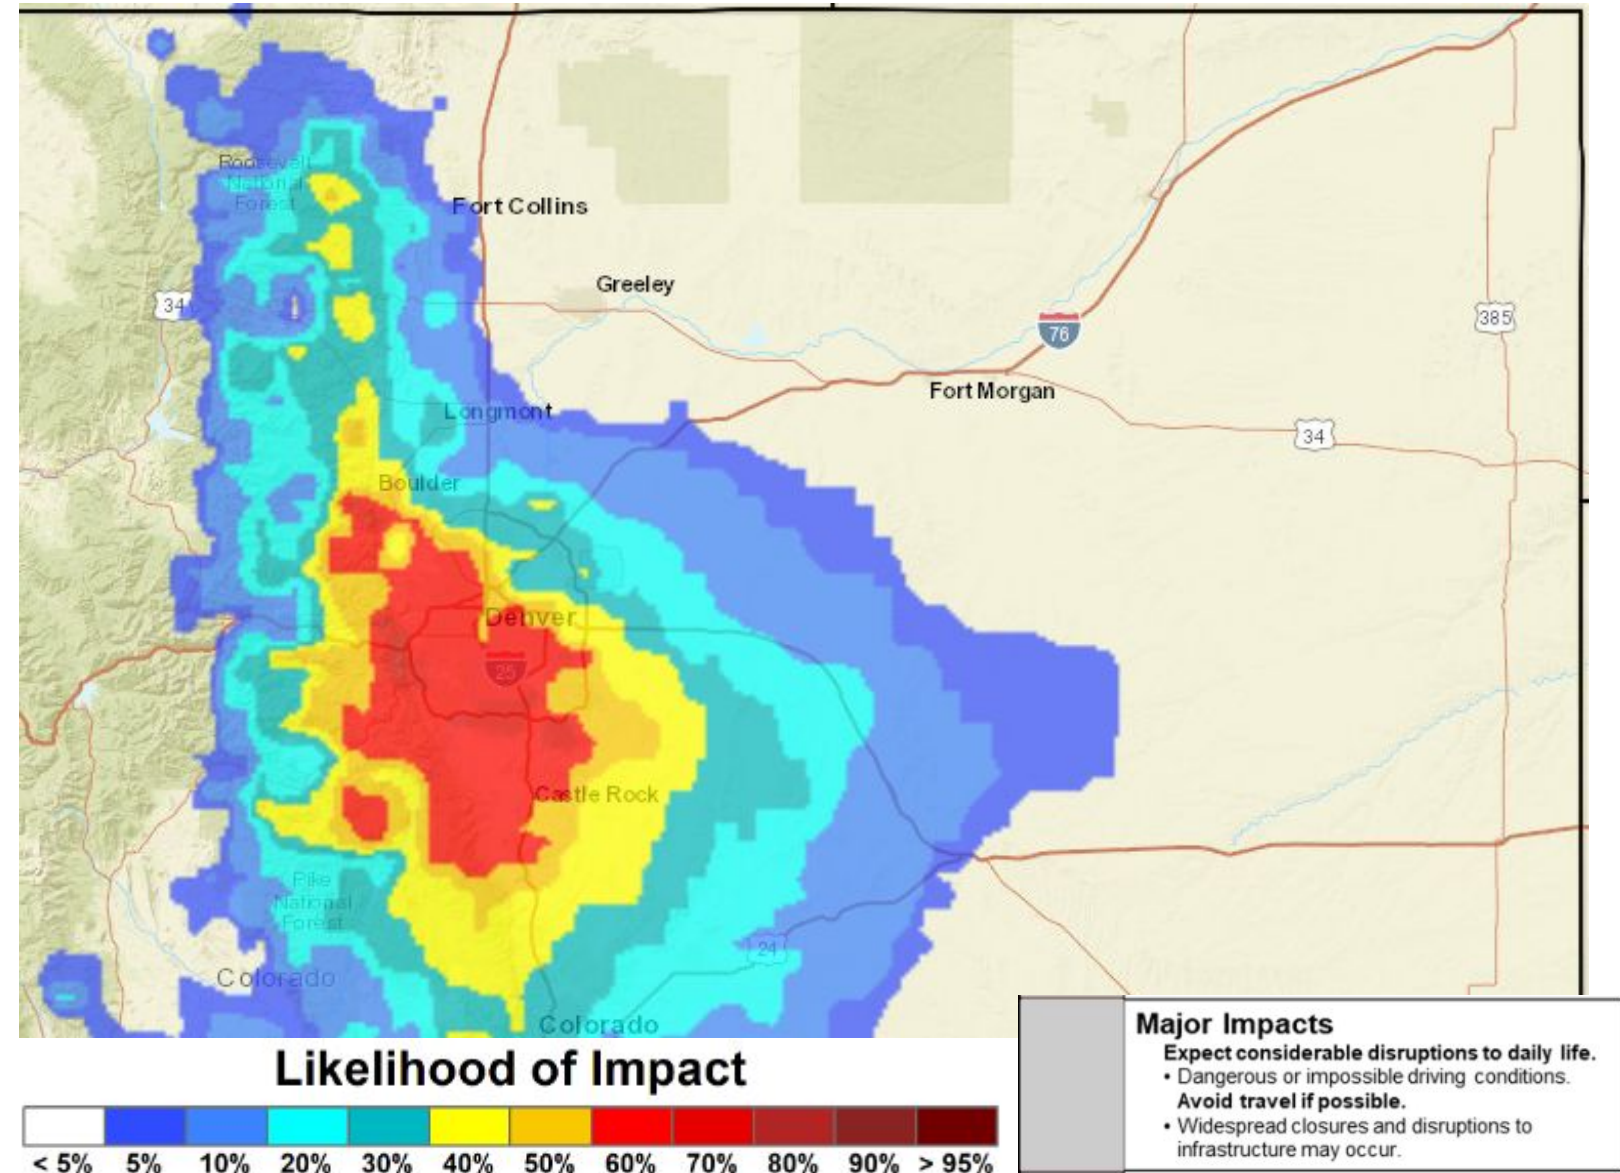 Roosevelt
National
Forest
Fort Collins
Greeley
34
76
385
Fort Morgan
Longmont
34
Boulder
Denver
25
Castle Rock
Pike
National
Forest
24
Colorado
Colorado
Likelihood of Impact
< 5% 5% 10% 20% 30% 40% 50% 60% 70% 80% 90% > 95%
Major Impacts
Expect considerable disruptions to daily life.
• Dangerous or impossible driving conditions.
Avoid travel if possible.
• Widespread closures and disruptions to
infrastructure may occur.